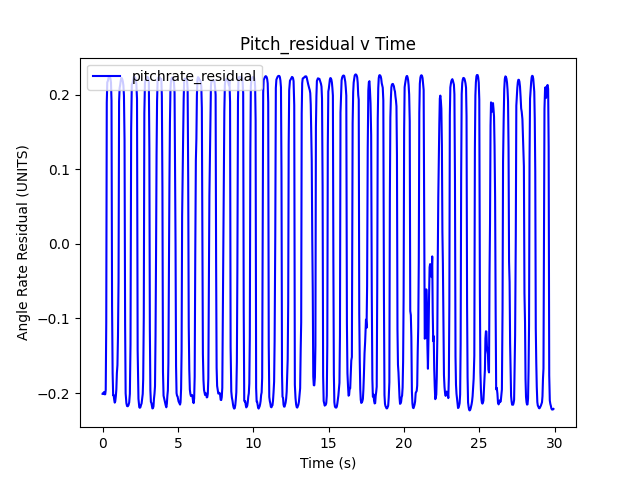 Pitch_residual v Time
pitchrate_residual
Angle Rate Residual (UNITS)
0.2
0.1
0.0
−0.1
−0.2
0 5 10 15 20 25 30
Time (s)